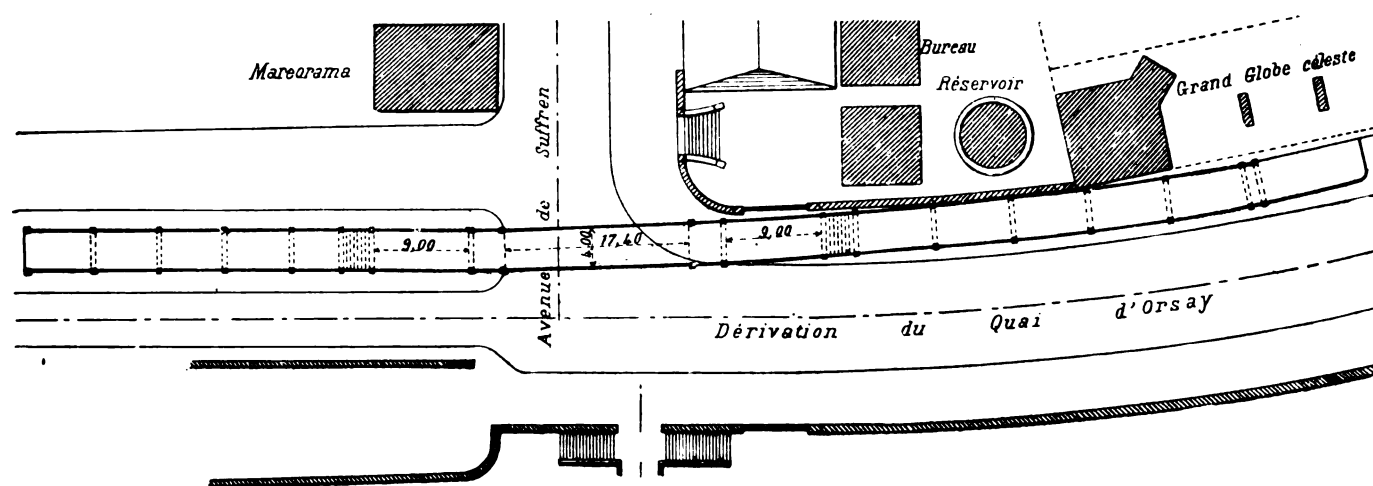 Mareorama
Bureau
Réservoir
Grand Globe céleste
Avenue de Suffren
9,00
17,40
4,00
9,00
Dérivation du Quai d'Orsay